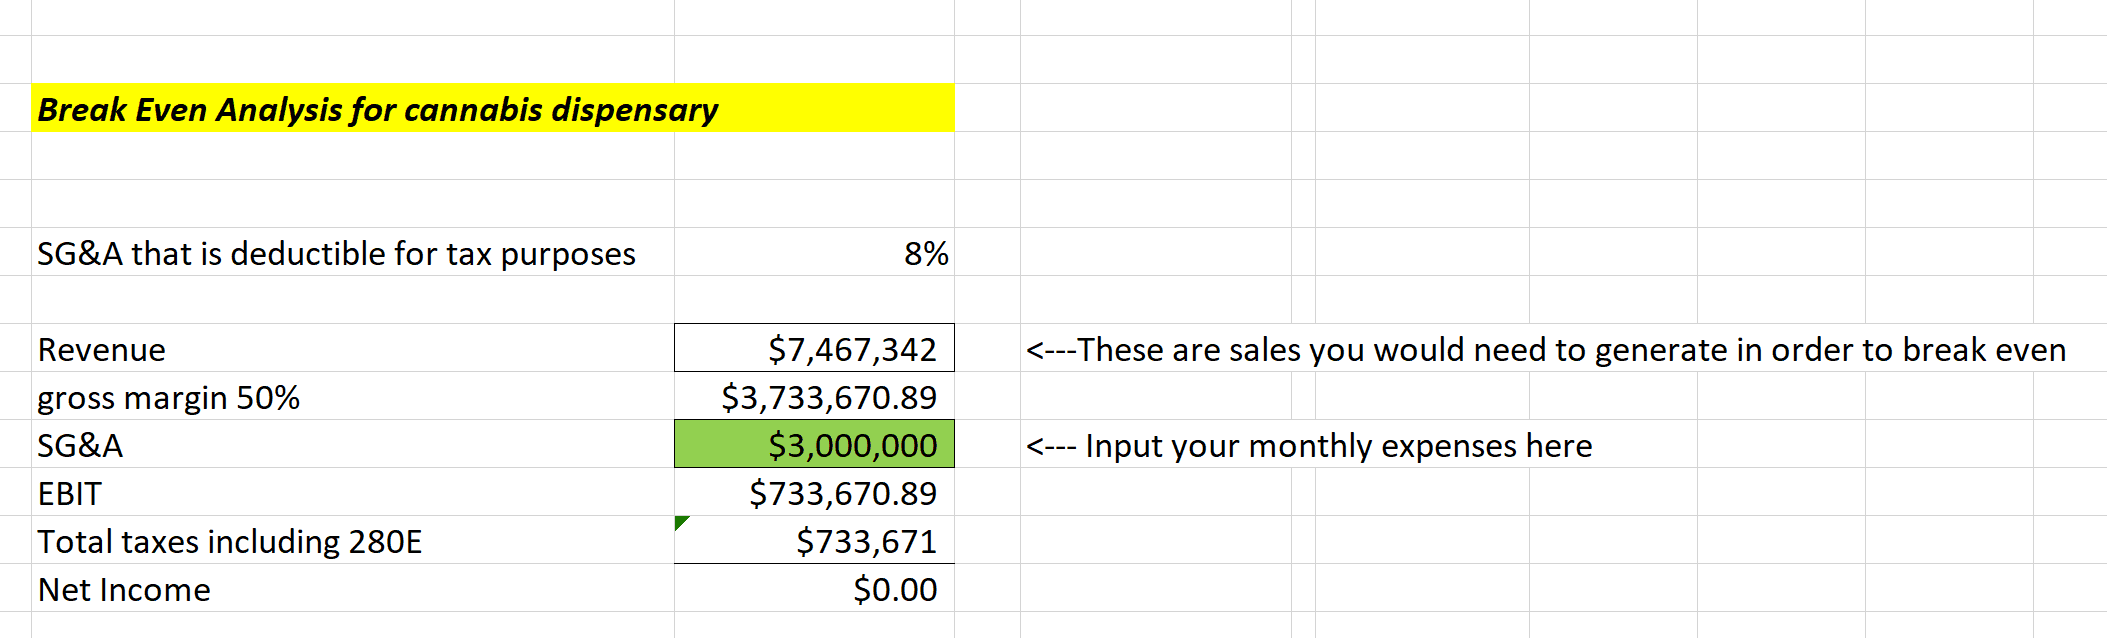 Break Even Analysis for cannabis dispensary
SG&A that is deductible for tax purposes 8%
Revenue $7,467,342 <---These are sales you would need to generate in order to break even
gross margin 50% $3,733,670.89
SG&A $3,000,000 <--- Input your monthly expenses here
EBIT $733,670.89
Total taxes including 280E $733,671
Net Income $0.00